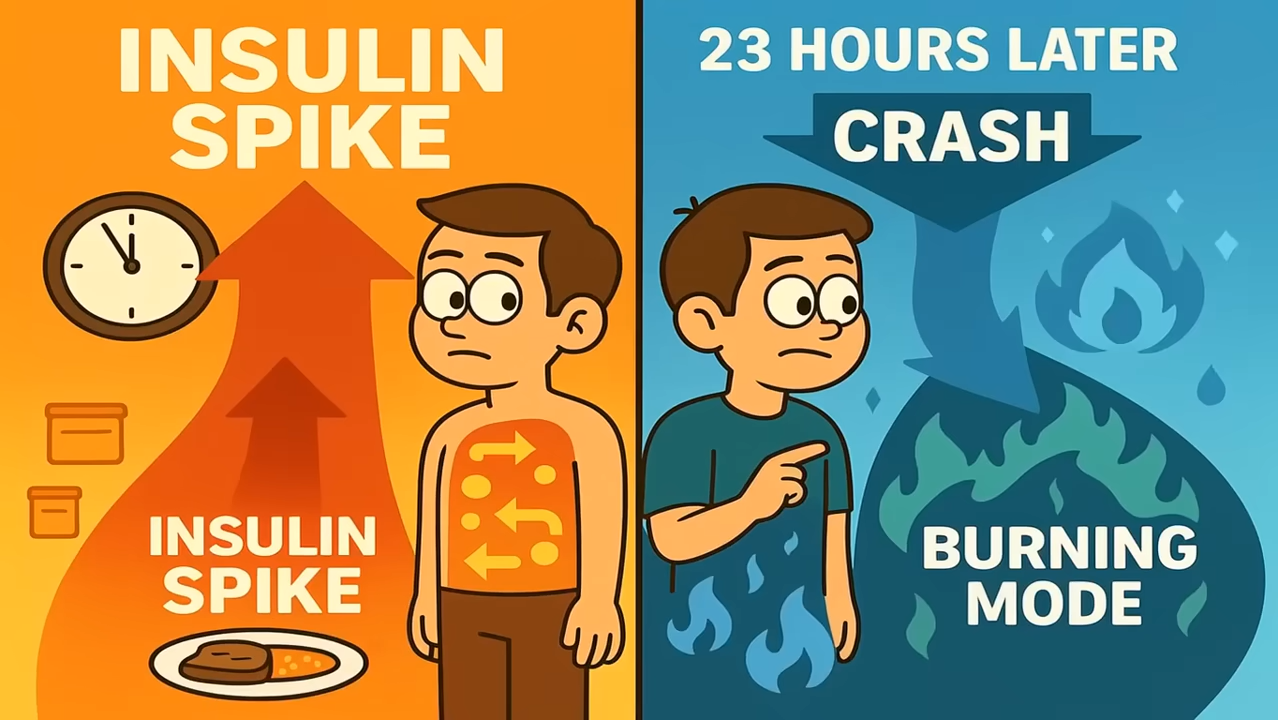 INSULIN
SPIKE
INSULIN
SPIKE
23 HOURS LATER
CRASH
BURNING
MODE